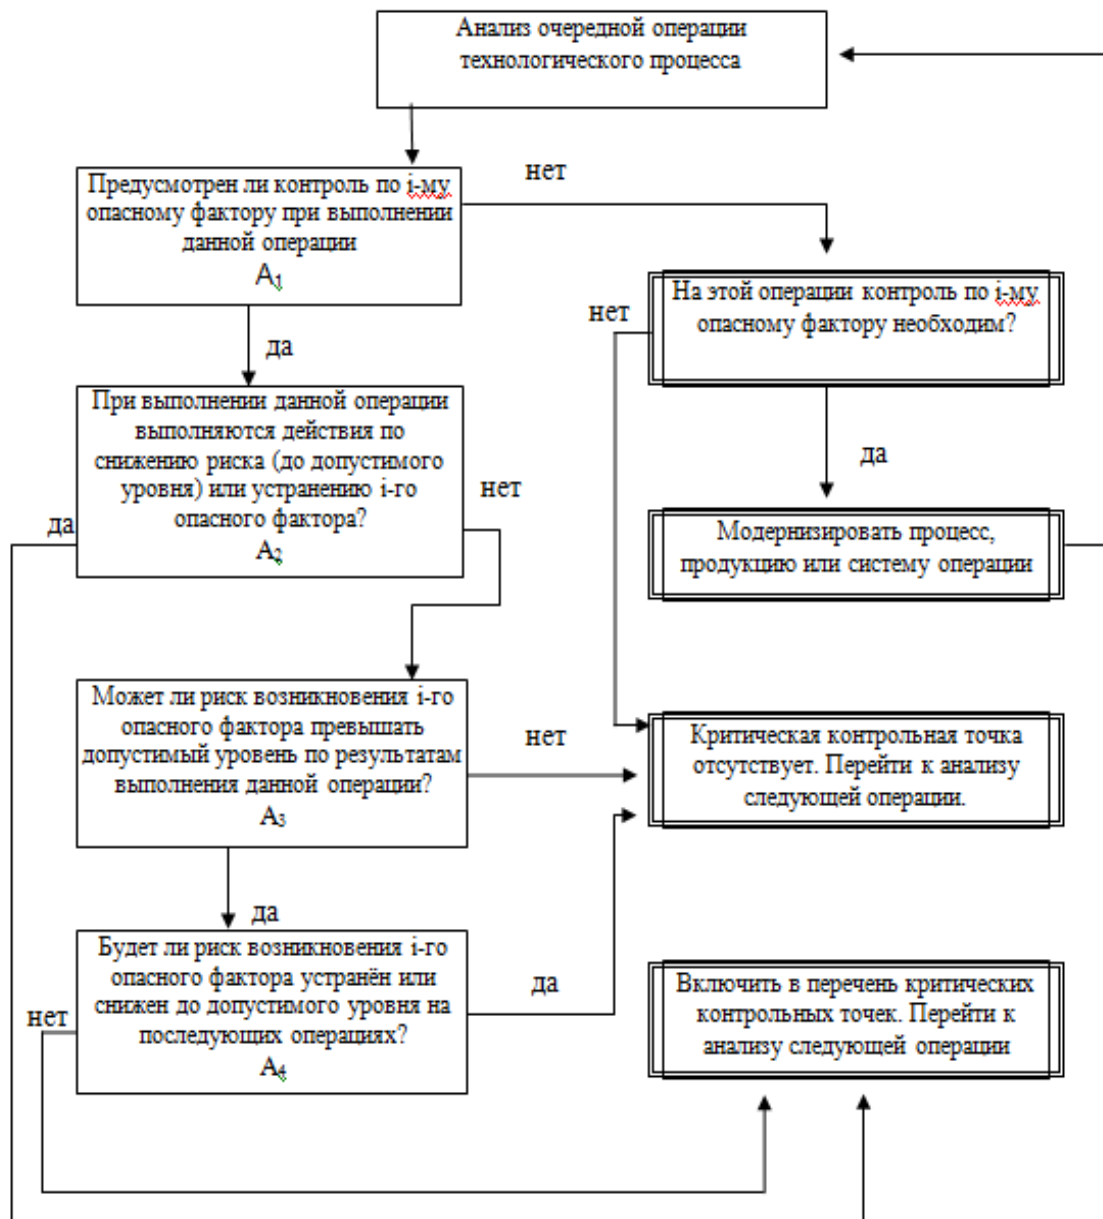 Анализ очередной операции
технологического процесса
нет
Предусмотрен ли контроль по i-му
опасному фактору при выполнении
данной операции
А1
На этой операции контроль по i-му
опасному фактору необходим?
нет
да
При выполнении данной операции
выполняются действия по
снижению риска (до допустимого
уровня) или устранению i-го
опасного фактора?
А2
да
нет
да
Модернизировать процесс,
продукцию или систему операции
Может ли риск возникновения i-го
опасного фактора превышать
допустимый уровень по результатам
выполнения данной операции?
А3
нет
Критическая контрольная точка
отсутствует. Перейти к анализу
следующей операции.
да
Будет ли риск возникновения i-го
опасного фактора устранён или
снижен до допустимого уровня на
последующих операциях?
А4
нет
да
Включить в перечень критических
контрольных точек. Перейти к
анализу следующей операции